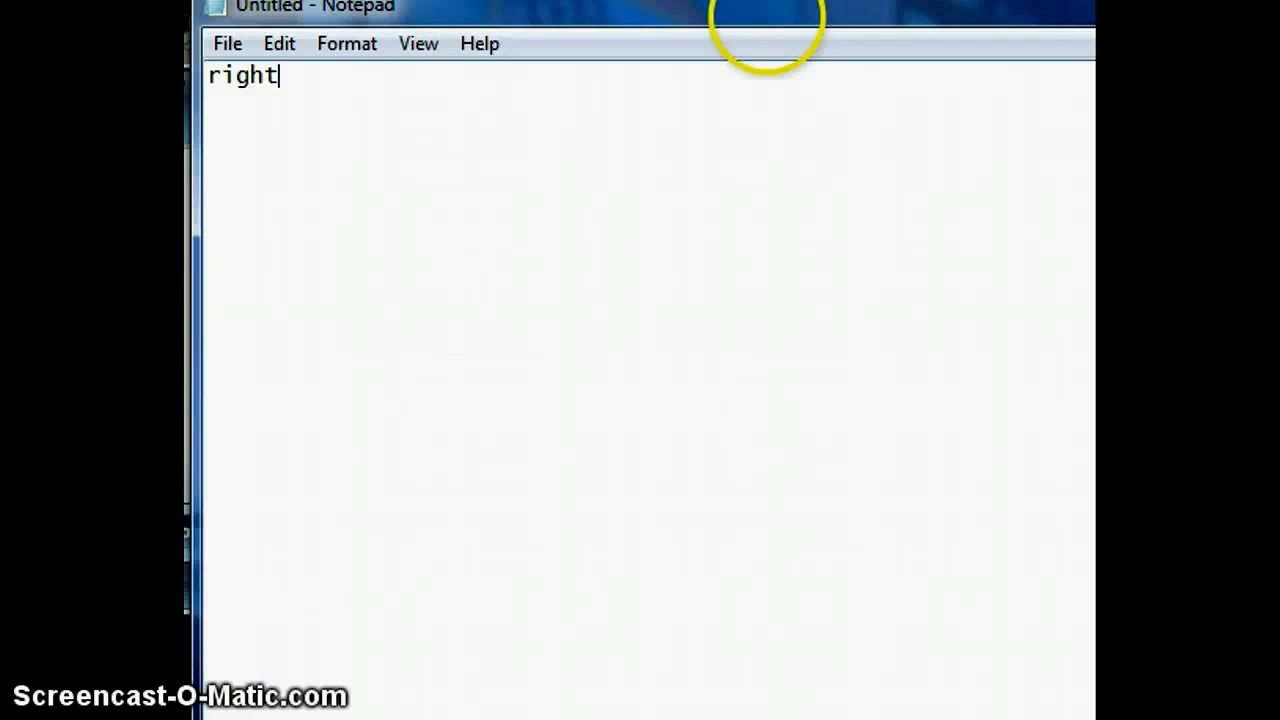 Untitled - Notepad
File Edit Format View Help
right
Screencast-O-Matic.com